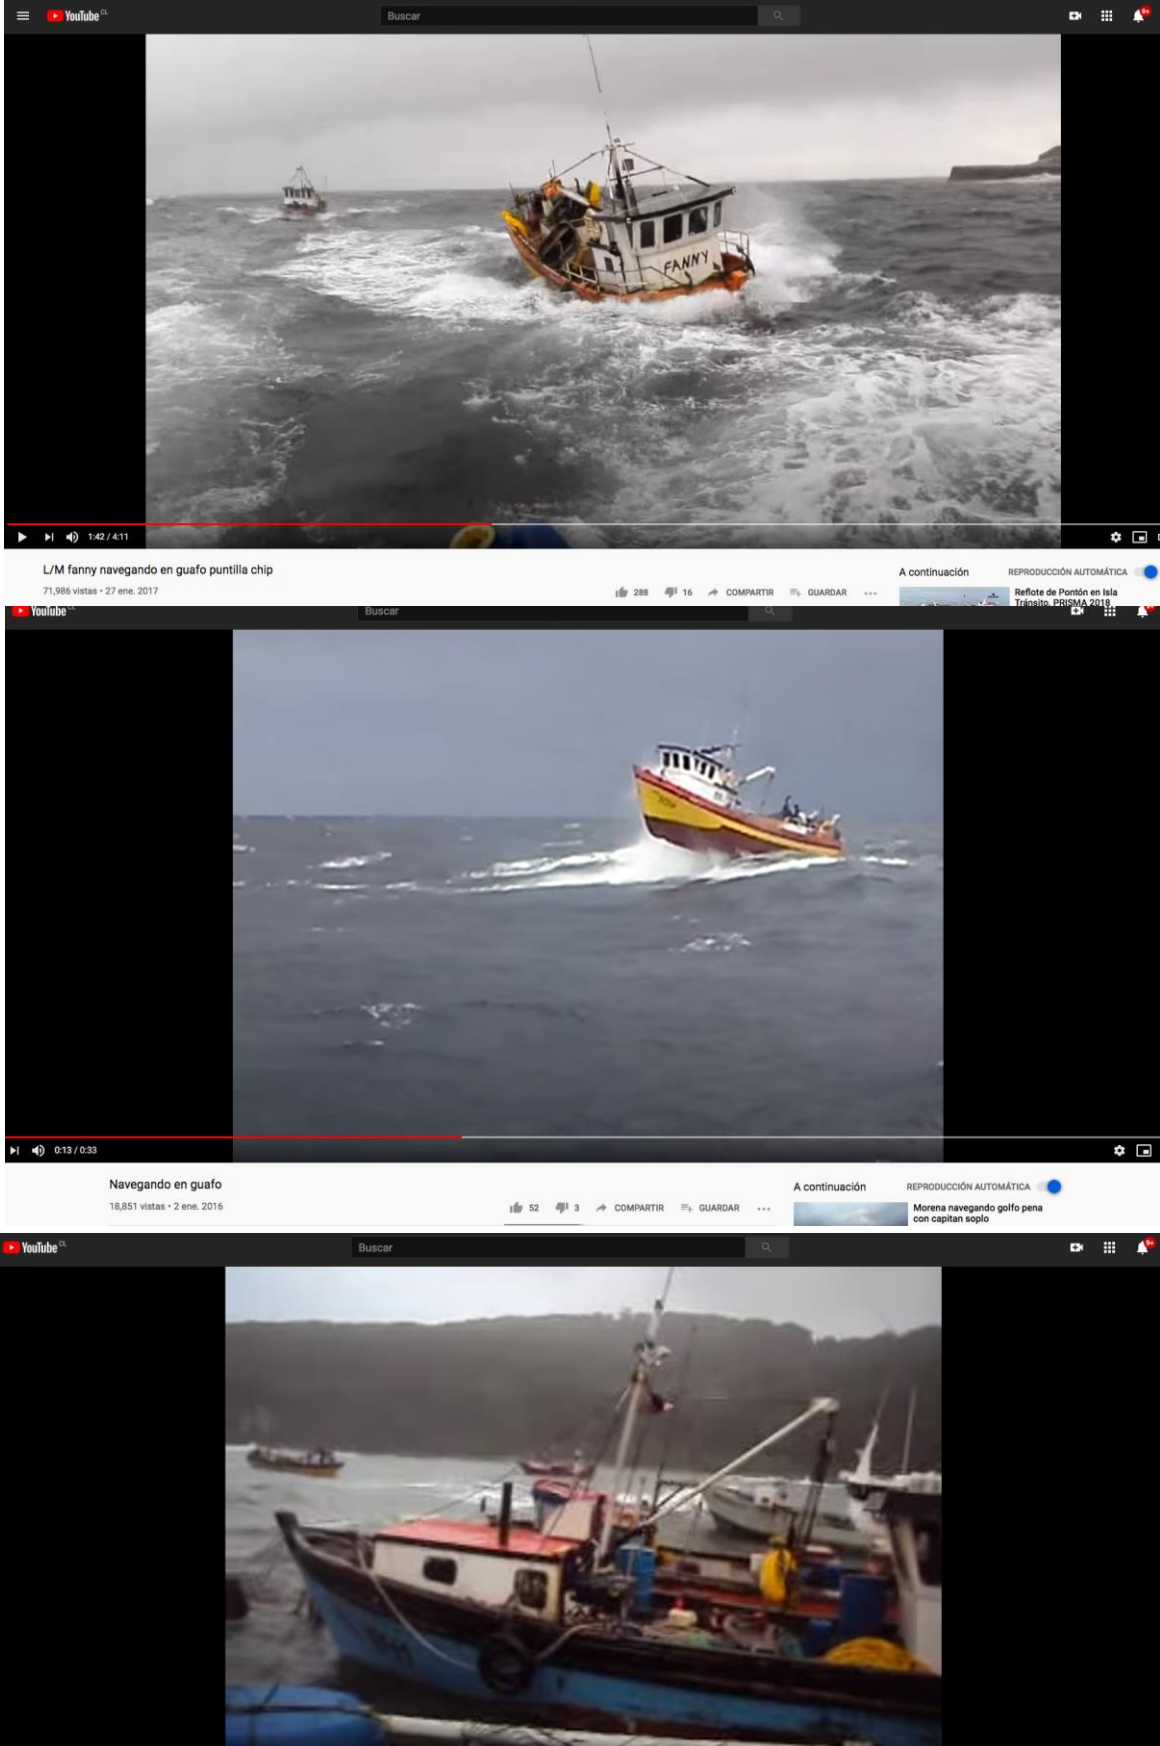 YouTube CL
Buscar
9+
FANNY
1:42 / 4:11
L/M fanny navegando en guafo puntilla chip
71,986 vistas • 27 ene. 2017
288
16
COMPARTIR
GUARDAR
A continuación
REPRODUCCIÓN AUTOMÁTICA
Reflote de Pontón en Isla
Tránsito. PRISMA 2018
YouTube CL
Buscar
0:13 / 0:33
Navegando en guafo
18,851 vistas • 2 ene. 2016
52
3
COMPARTIR
GUARDAR
A continuación
REPRODUCCIÓN AUTOMÁTICA
Morena navegando golfo pena
con capitan soplo
YouTube CL
Buscar
9+